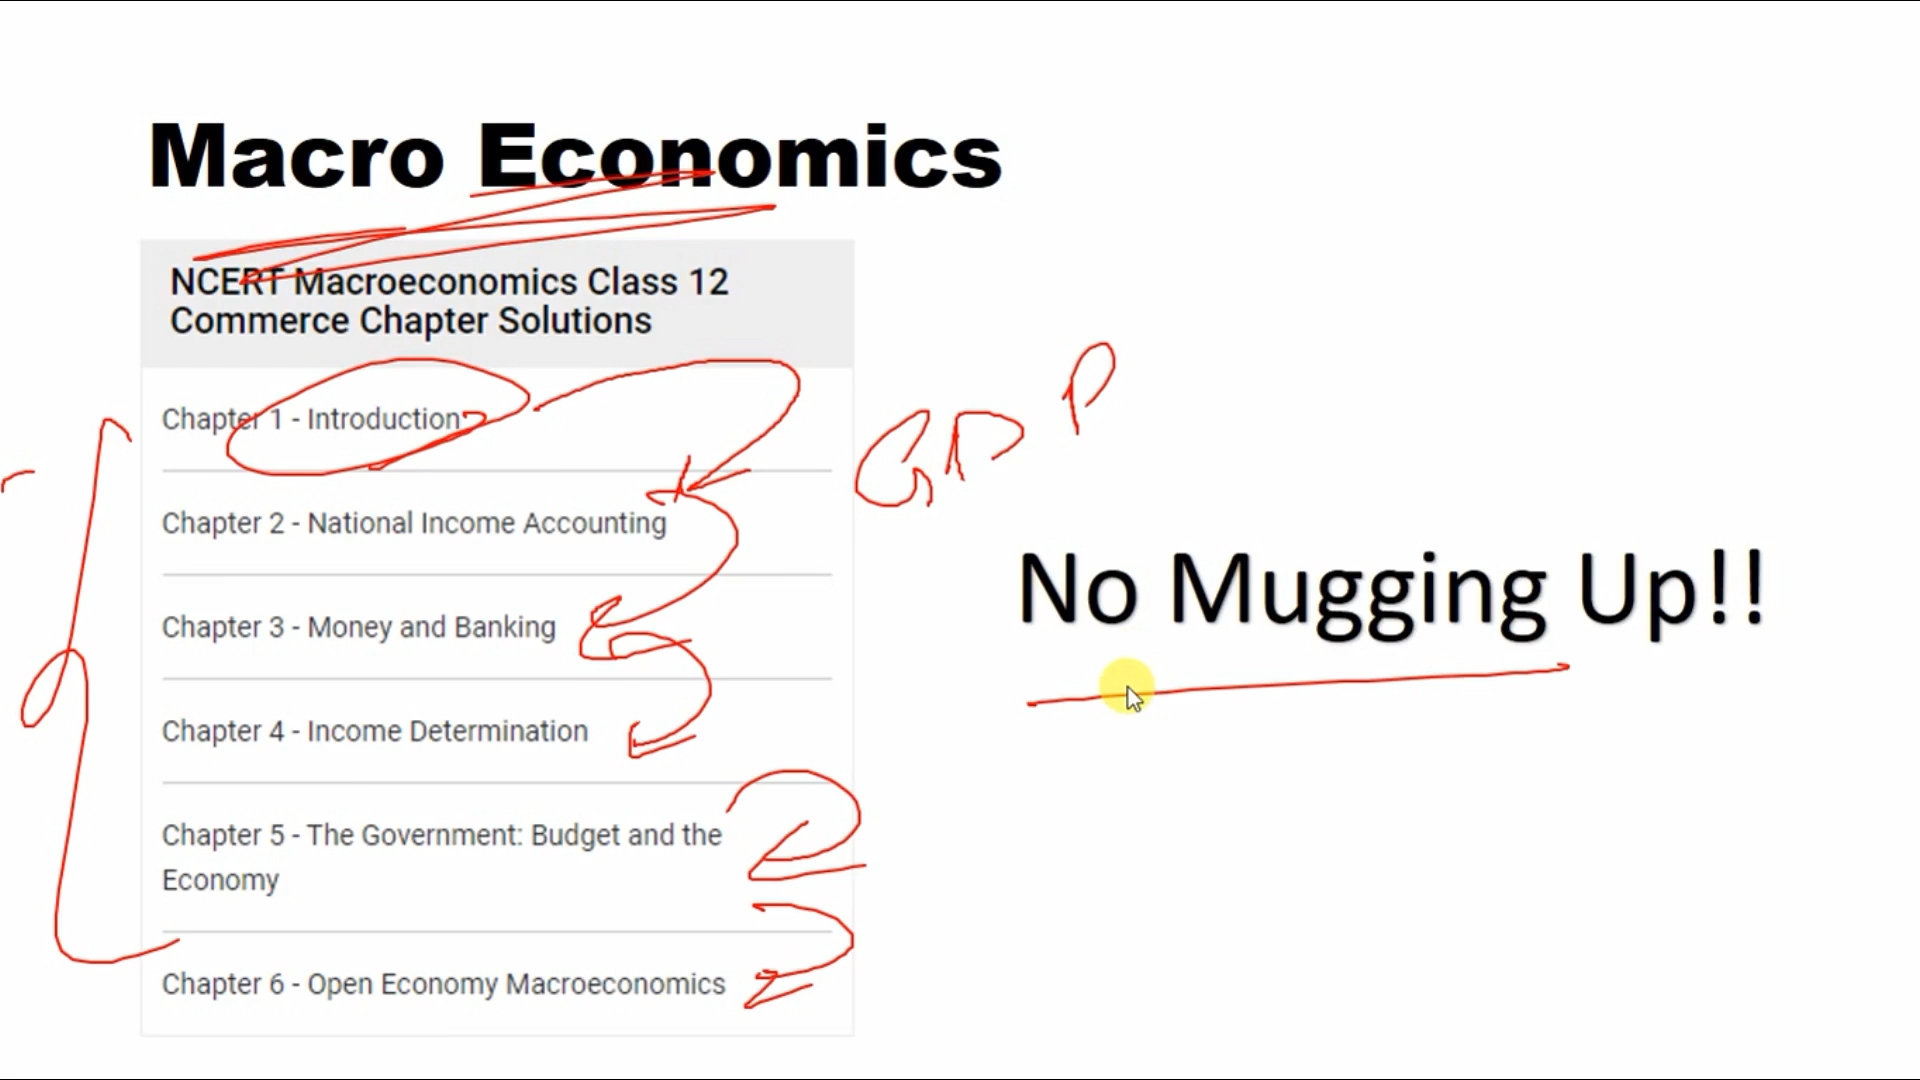 Macro Economics
NCERT Macroeconomics Class 12
Commerce Chapter Solutions
Chapter 1 - Introduction
GDP
Chapter 2 - National Income Accounting
No Mugging Up!!
Chapter 3 - Money and Banking
Chapter 4 - Income Determination
Chapter 5 - The Government: Budget and the
Economy
Chapter 6 - Open Economy Macroeconomics